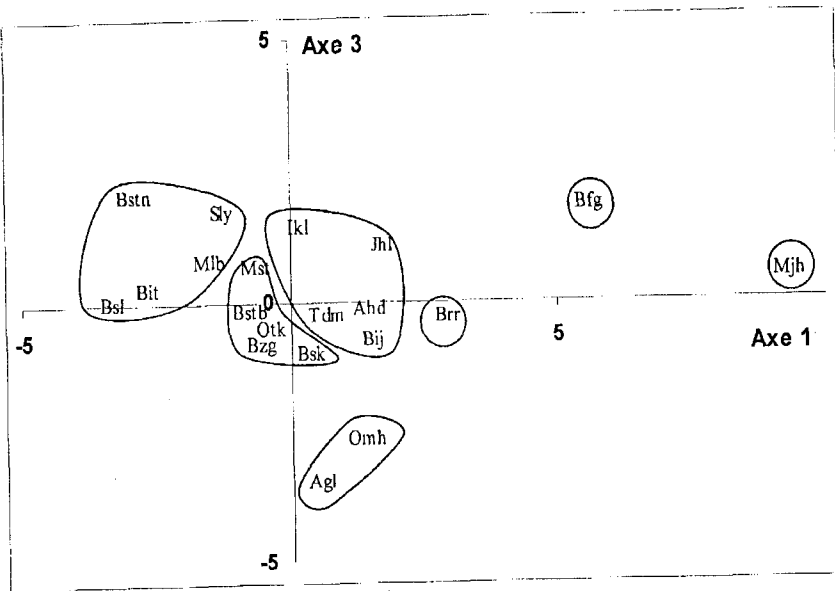 5 Axe 3
Bstn
Sly
Bfg
Ikl
Jhl
Mlb
Mst
Mjh
Bit
Bsl
0
Bstb
Tdm
Ahd
Brr
Otk
-5
5
Axe 1
Bzg
Bsk
Bij
Omh
Agl
-5